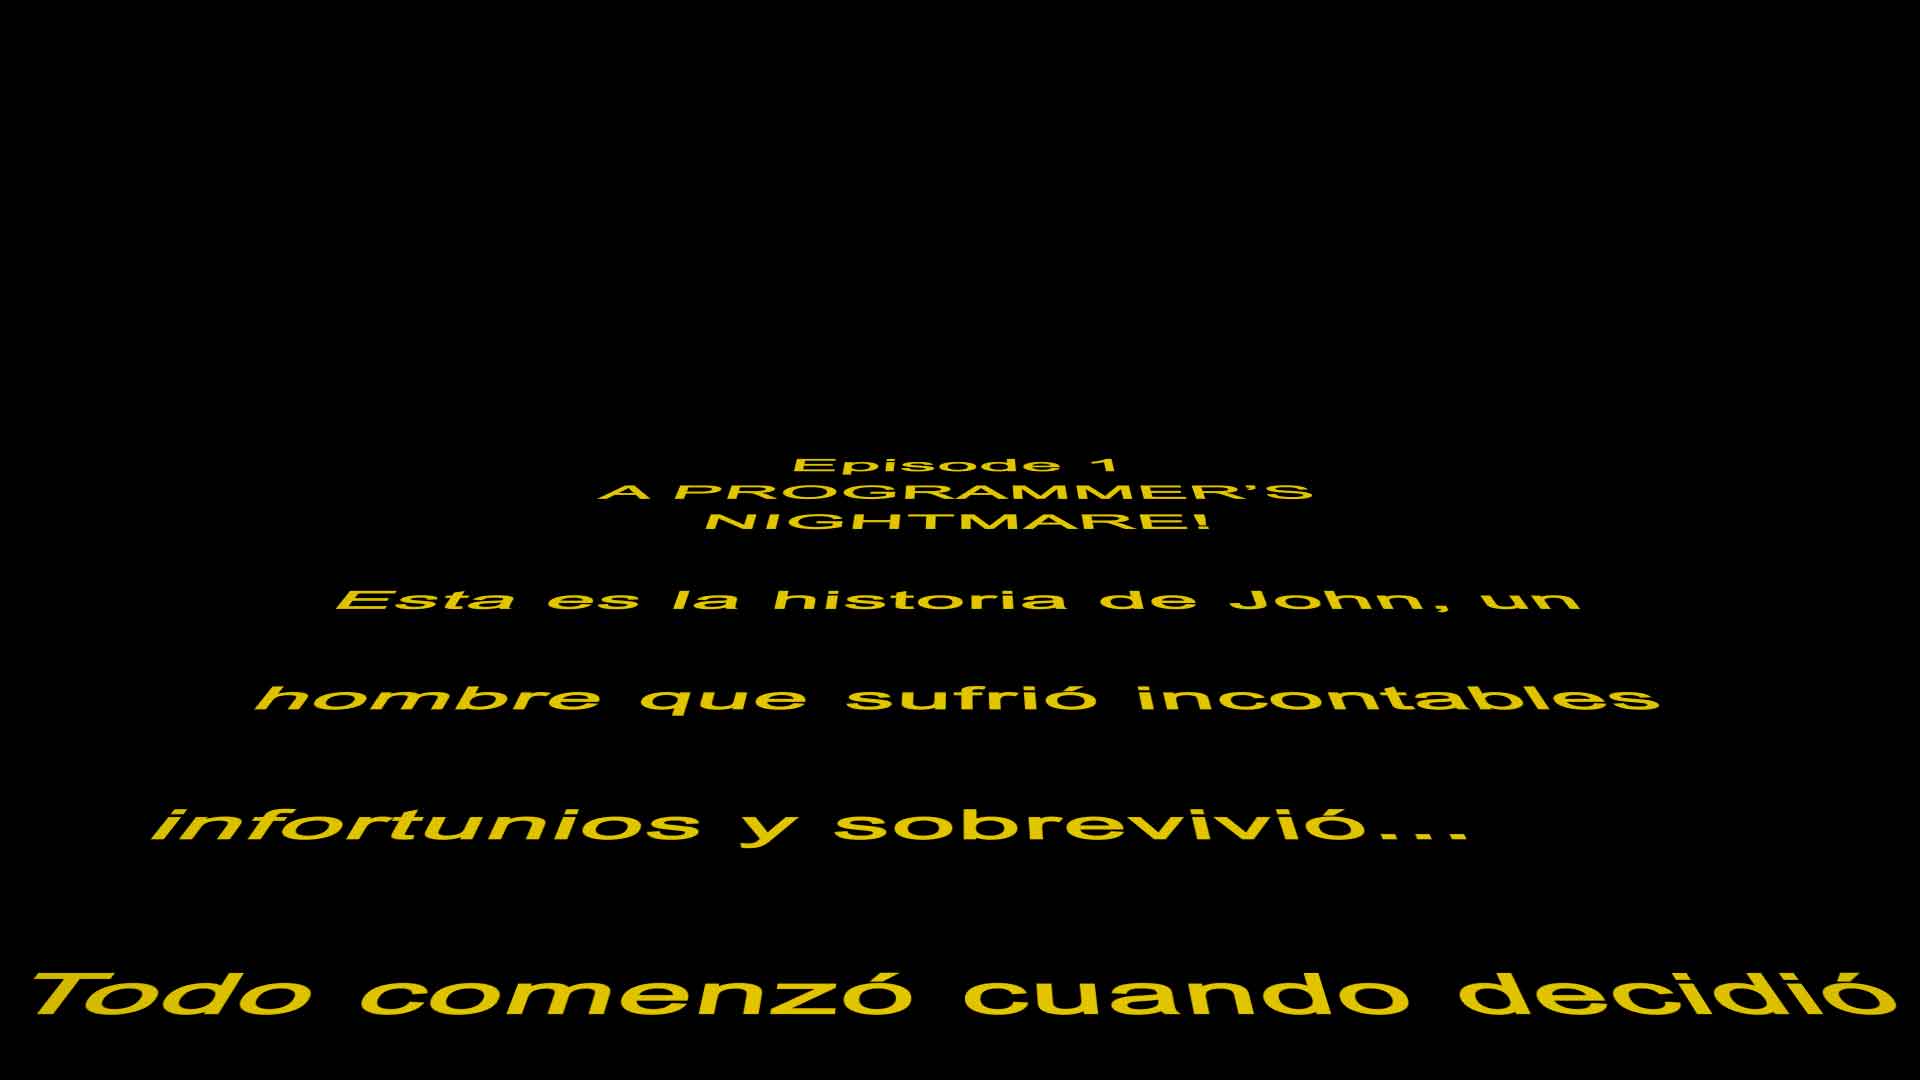 Episode 1
A PROGRAMMER'S
NIGHTMARE!
Esta es la historia de John, un
hombre que sufrió incontables
infortunios y sobrevivió...
Todo comenzó cuando decidió